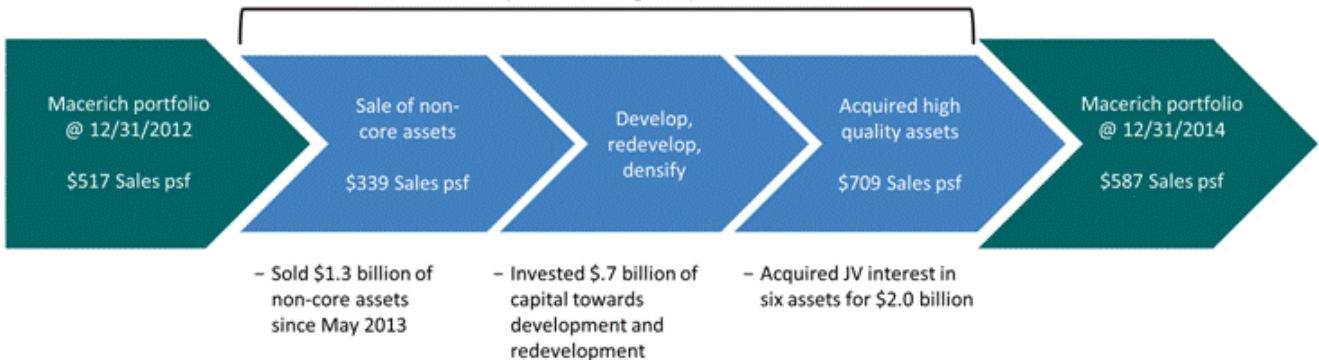 Macerich portfolio
@ 12/31/2012
$517 Sales psf
Sale of non-
core assets
$339 Sales psf
Develop,
redevelop,
densify
Acquired high
quality assets
$709 Sales psf
Macerich portfolio
@ 12/31/2014
$587 Sales psf
– Sold $1.3 billion of
non-core assets
since May 2013
– Invested $.7 billion of
capital towards
development and
redevelopment
– Acquired JV interest in
six assets for $2.0 billion